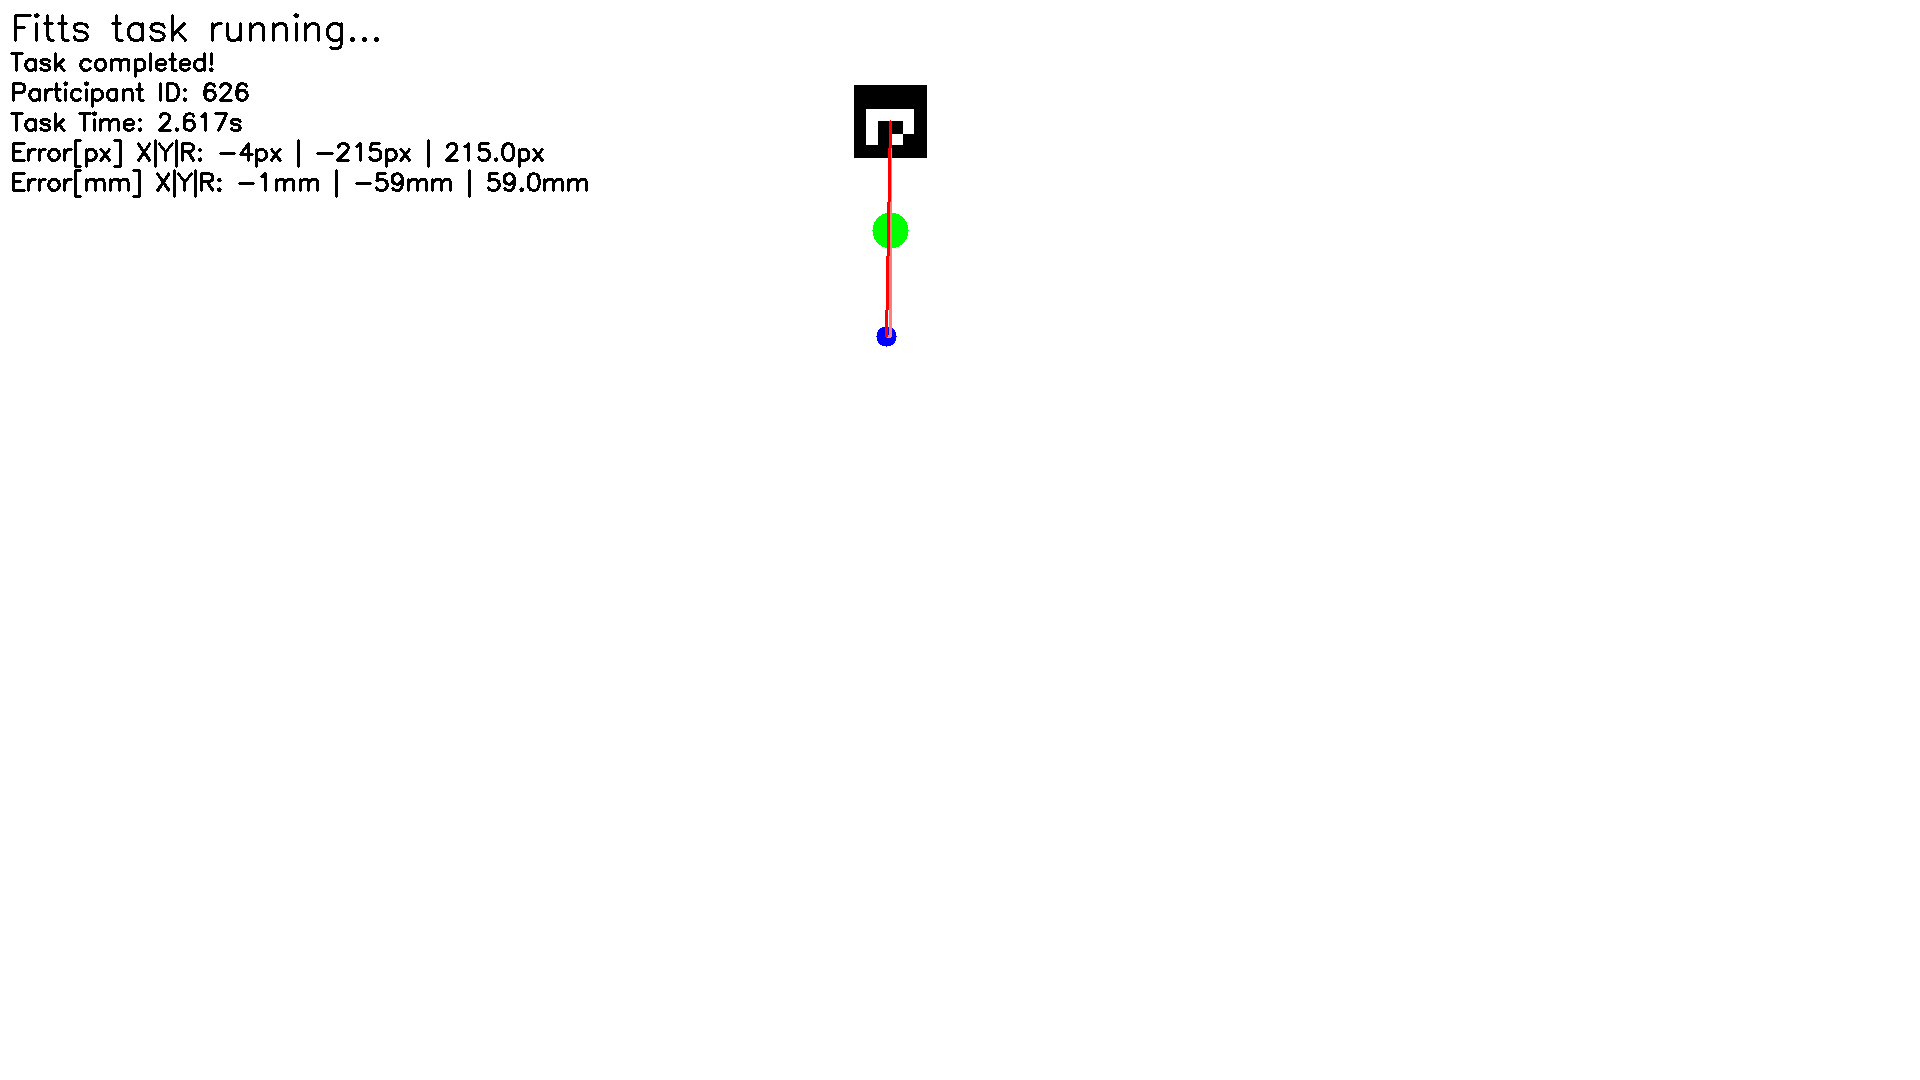 Fitts task running...
Task completed!
Participant ID: 626
Task Time: 2.617s
Error[px] X|Y|R: -4px | -215px | 215.0px
Error[mm] X|Y|R: -1mm | -59mm | 59.0mm